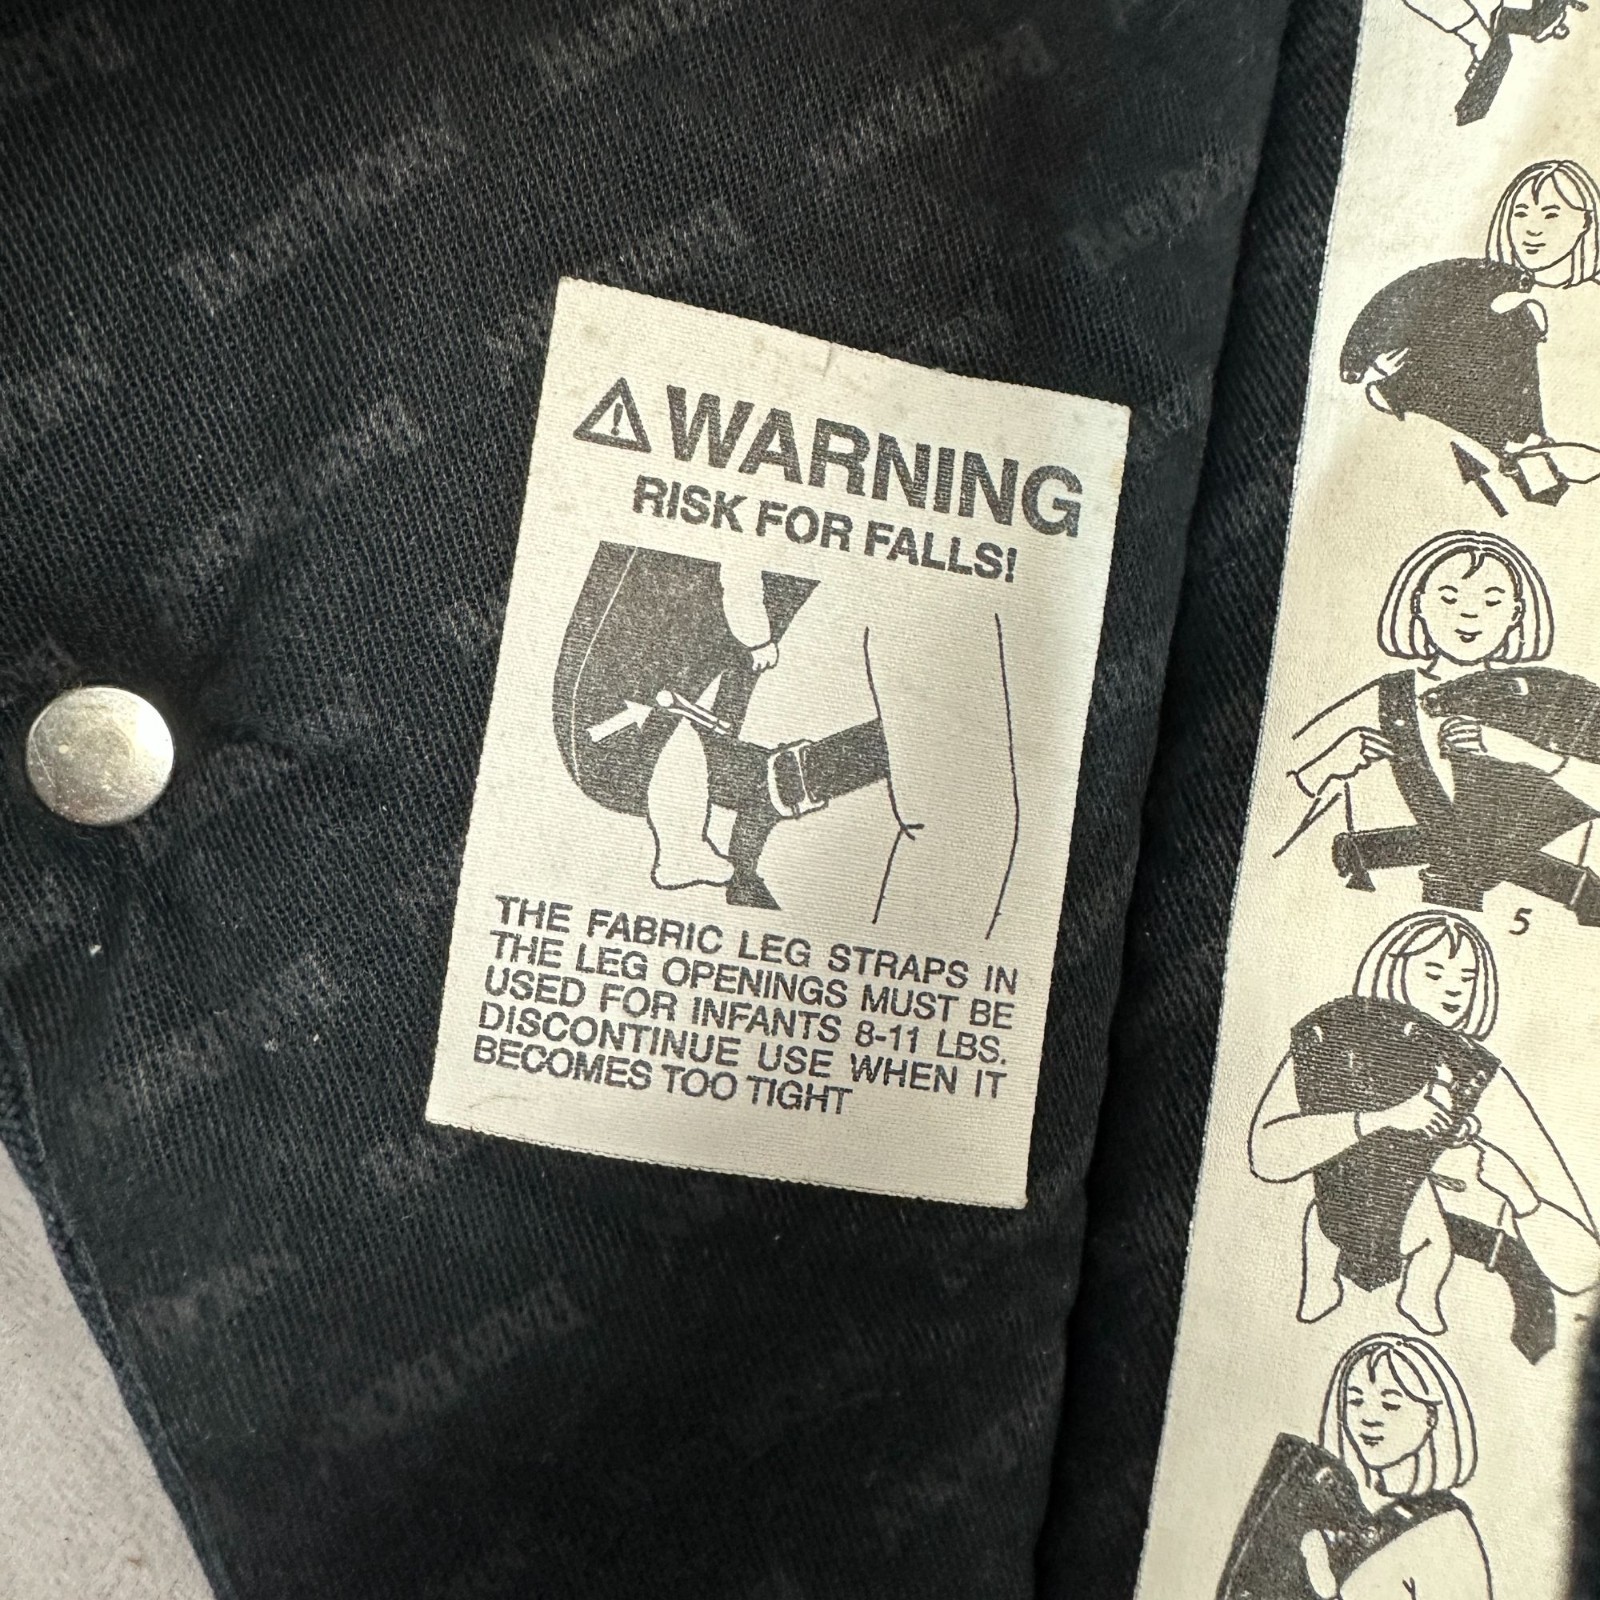 WARNING
RISK FOR FALLS!
THE FABRIC LEG STRAPS IN
THE LEG OPENINGS MUST BE
USED FOR INFANTS 8-11 LBS.
DISCONTINUE USE WHEN IT
BECOMES TOO TIGHT
5